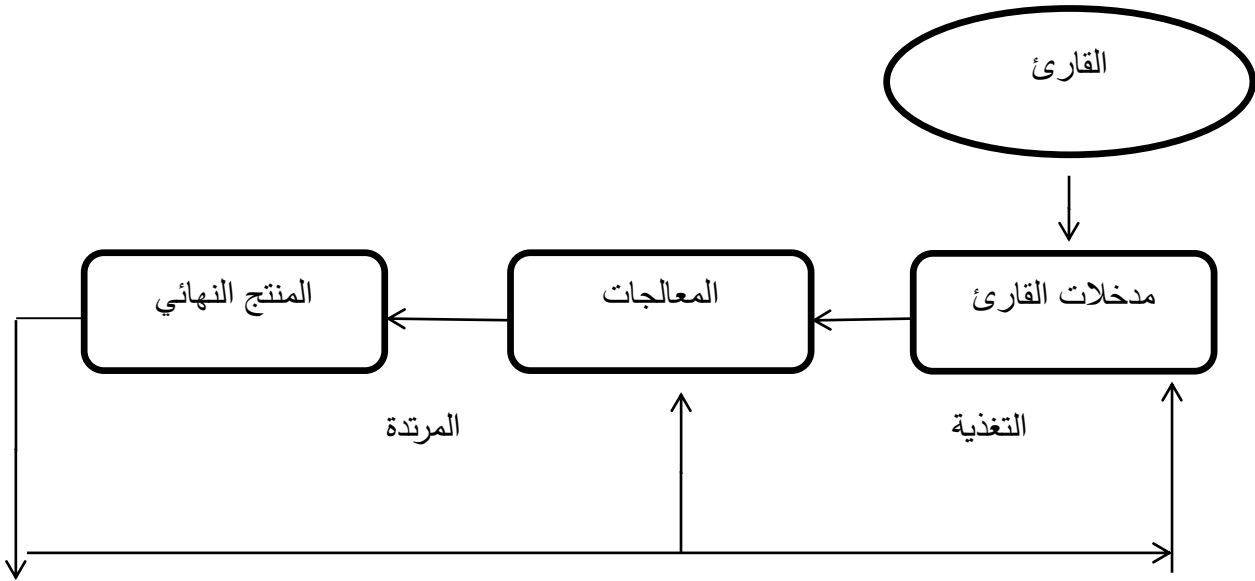 القارئ
مدخلات القارئ
المعالجات
المنتج النهائي
التغذية
المرتدة